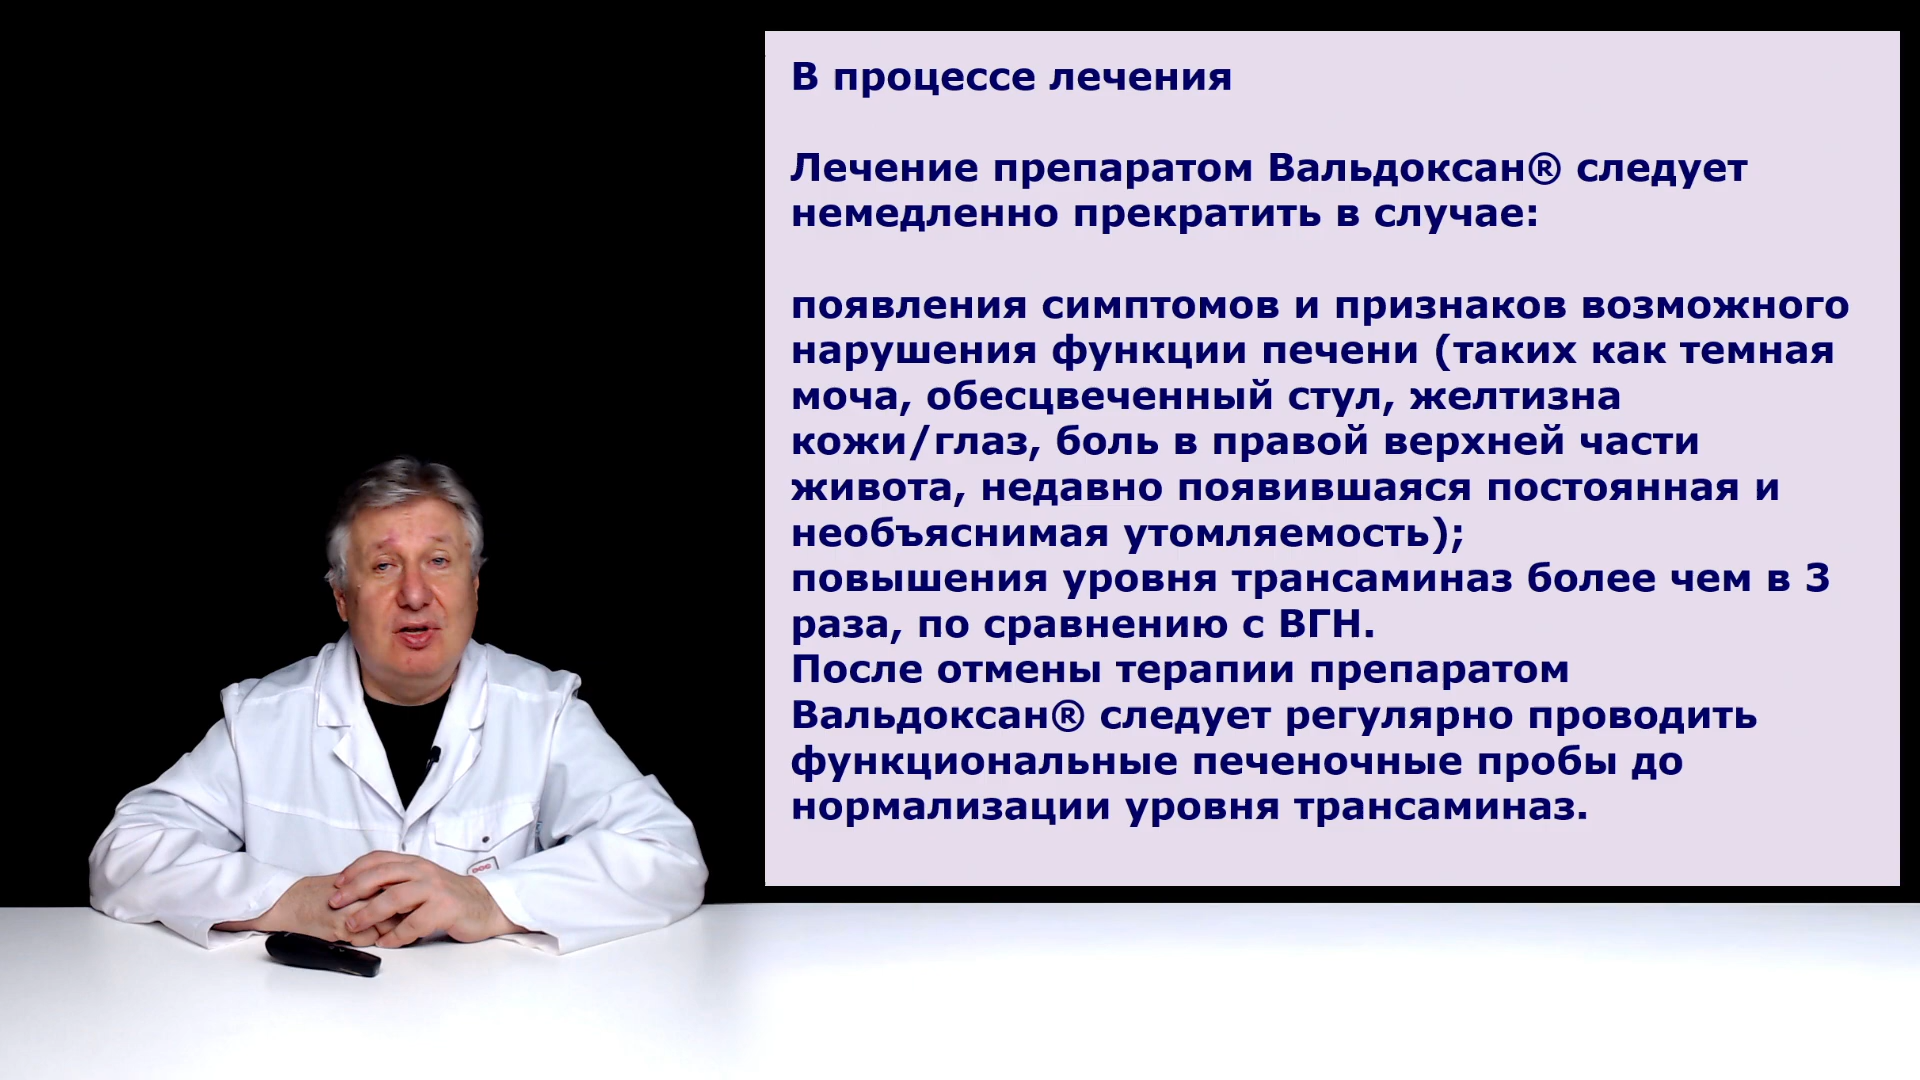 В процессе лечения
Лечение препаратом Вальдоксан® следует
немедленно прекратить в случае:
появления симптомов и признаков возможного
нарушения функции печени (таких как темная
моча, обесцвеченный стул, желтизна
кожи/глаз, боль в правой верхней части
живота, недавно появившаяся постоянная и
необъяснимая утомляемость);
повышения уровня трансаминаз более чем в 3
раза, по сравнению с ВГН.
После отмены терапии препаратом
Вальдоксан® следует регулярно проводить
функциональные печеночные пробы до
нормализации уровня трансаминаз.